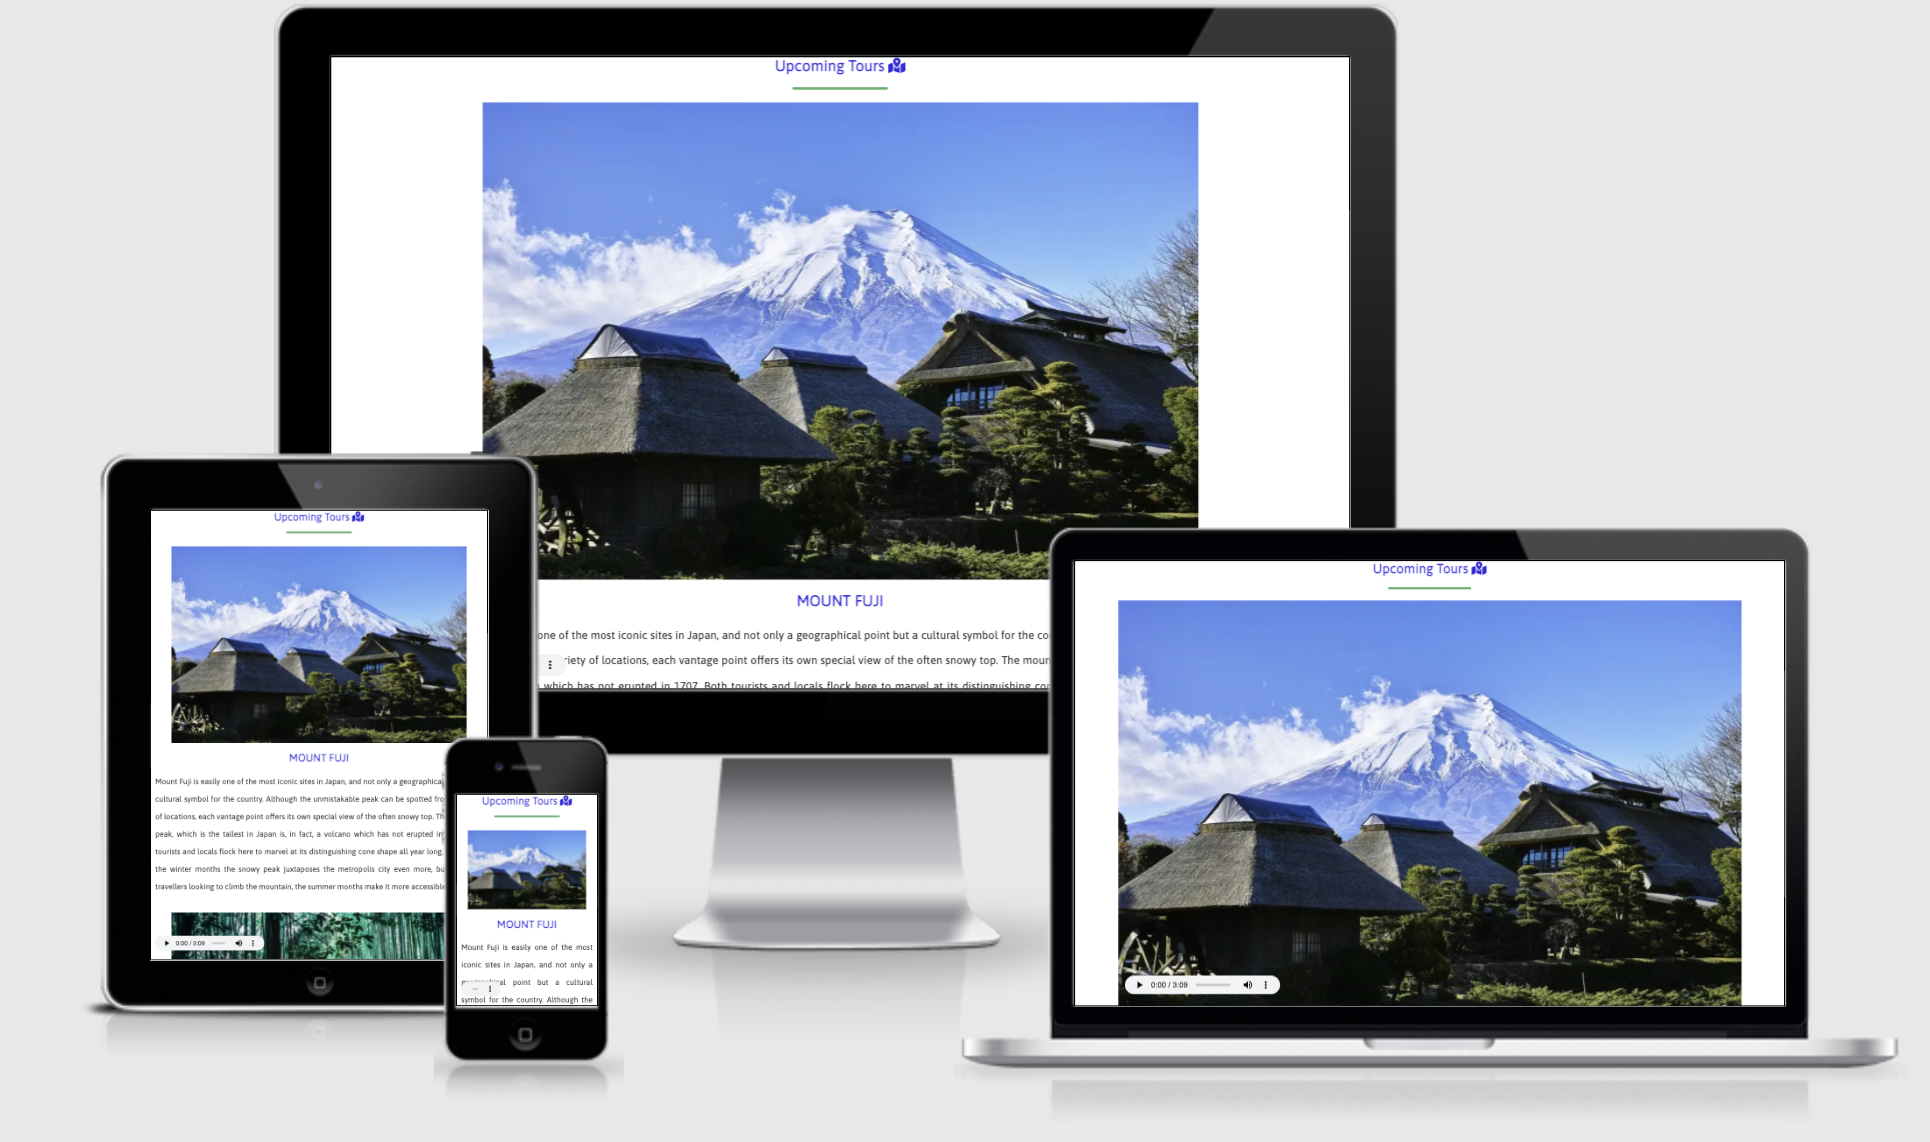 Upcoming Tours
MOUNT FUJI
one of the most iconic sites in Japan, and not only a geographical point but a cultural symbol for the co
riety of locations, each vantage point offers its own special view of the often snowy top. The moun
which has not erupted in 1707. Both tourists and locals flock here to marvel at its distinguishing co
Upcoming Tours
MOUNT FUJI
Mount Fuji is easily one of the most iconic sites in Japan, and not only a geographical
cultural symbol for the country. Although the unmistakable peak can be spotted fro
of locations, each vantage point offers its own special view of the often snowy top. Th
peak, which is the tallest in Japan is, in fact, a volcano which has not erupted in
tourists and locals flock here to marvel at its distinguishing cone shape all year long,
the winter months the snowy peak juxtaposes the metropolis city even more, bu
travellers looking to climb the mountain, the summer months make it more accessible
0:00 / 3:09
Upcoming Tours
MOUNT FUJI
Mount Fuji is easily one of the most
iconic sites in Japan, and not only a
point but a cultural
symbol for the country. Although the
Upcoming Tours
0:00 / 3:09